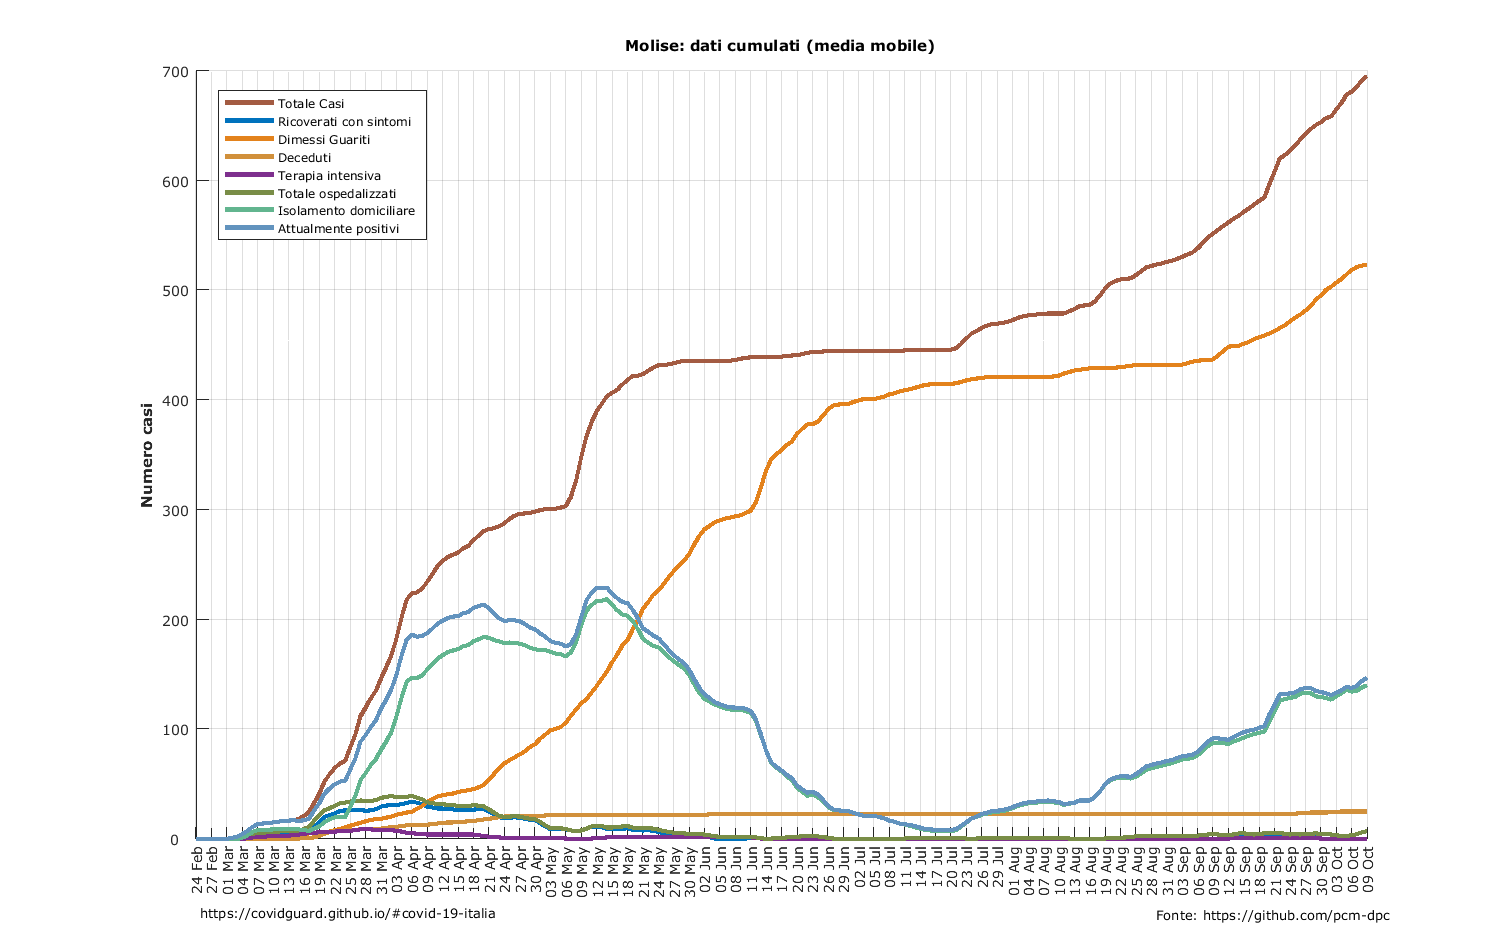 Molise: dati cumulati (media mobile)
700
600
500
400
300
200
100
0
Numero casi
Totale Casi
Ricoverati con sintomi
Dimessi Guariti
Deceduti
Terapia intensiva
Totale ospedalizzati
Isolamento domiciliare
Attualmente positivi
24 Feb
27 Feb
01 Mar
04 Mar
07 Mar
10 Mar
13 Mar
16 Mar
19 Mar
22 Mar
25 Mar
28 Mar
31 Mar
03 Apr
06 Apr
09 Apr
12 Apr
15 Apr
18 Apr
21 Apr
24 Apr
27 Apr
30 Apr
03 May
06 May
09 May
12 May
15 May
18 May
21 May
24 May
27 May
30 May
02 Jun
05 Jun
08 Jun
11 Jun
14 Jun
17 Jun
20 Jun
23 Jun
26 Jun
29 Jun
02 Jul
05 Jul
08 Jul
11 Jul
14 Jul
17 Jul
20 Jul
23 Jul
26 Jul
29 Jul
01 Aug
04 Aug
07 Aug
10 Aug
13 Aug
16 Aug
19 Aug
22 Aug
25 Aug
28 Aug
31 Aug
03 Sep
06 Sep
09 Sep
12 Sep
15 Sep
18 Sep
21 Sep
24 Sep
27 Sep
30 Sep
03 Oct
06 Oct
09 Oct
https://covidguard.github.io/#covid-19-italia
Fonte: https://github.com/pcm-dpc